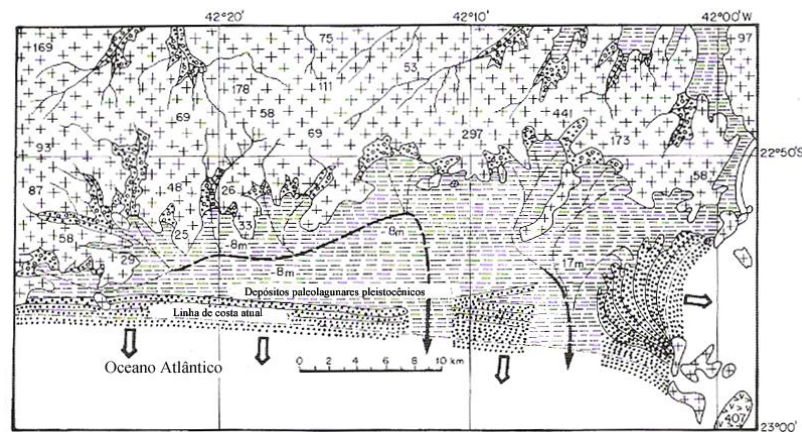 42°20' 42°10' 42°00'W
169 75 97
53
178 111
69 58 441
69 297 173
93 22°50'S
48 26 58
87
33
58 25 8m 8m
29 8m 17m
Depósitos paleolagunares pleistocênicos
Linha de costa atual
0 2 4 6 8 10 km
Oceano Atlântico
407
23°00'